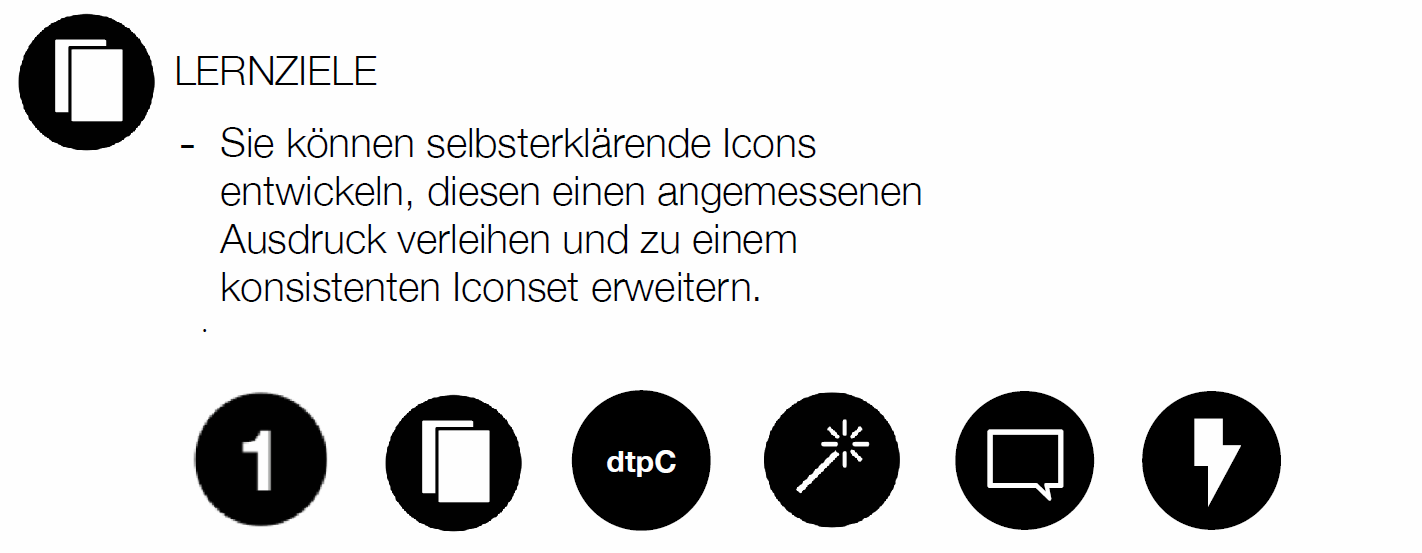 LERNZIELE
- Sie können selbsterklärende Icons
entwickeln, diesen einen angemessenen
Ausdruck verleihen und zu einem
konsistenten Iconset erweitern.
.
1 dtpC